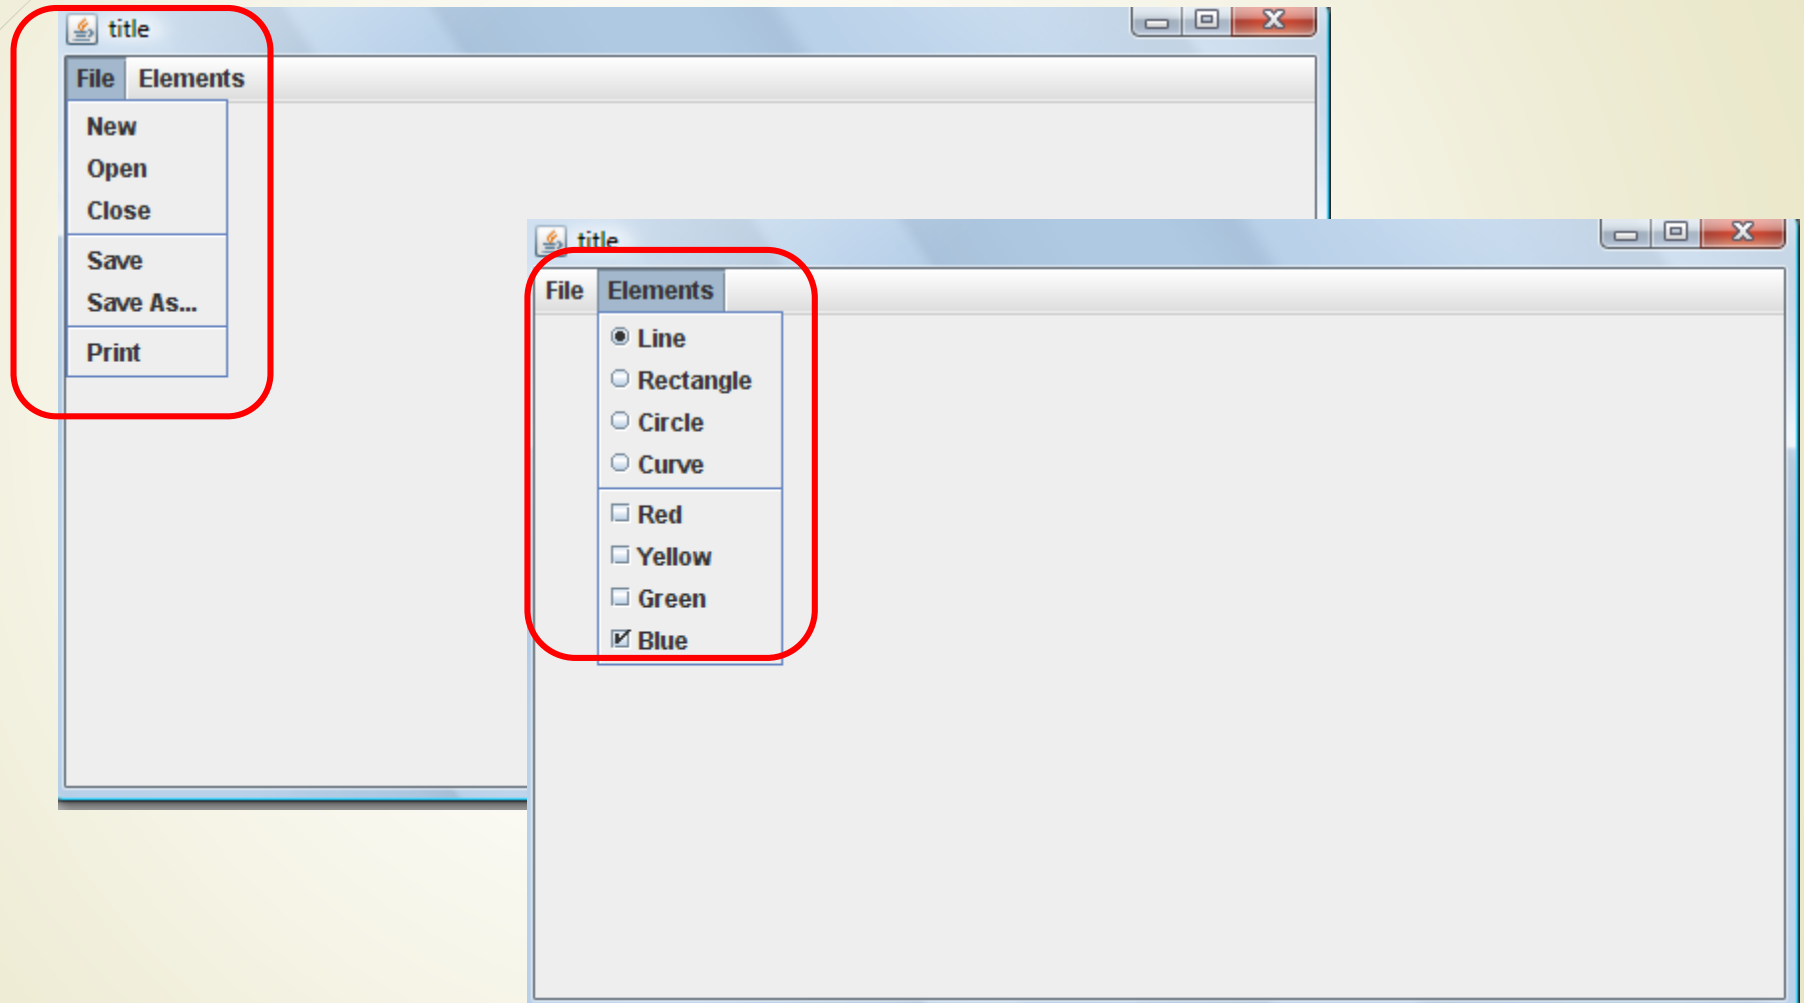 title
File Elements
New
Open
Close
Save
Save As...
Print
title
File Elements
Line
Rectangle
Circle
Curve
Red
Yellow
Green
Blue